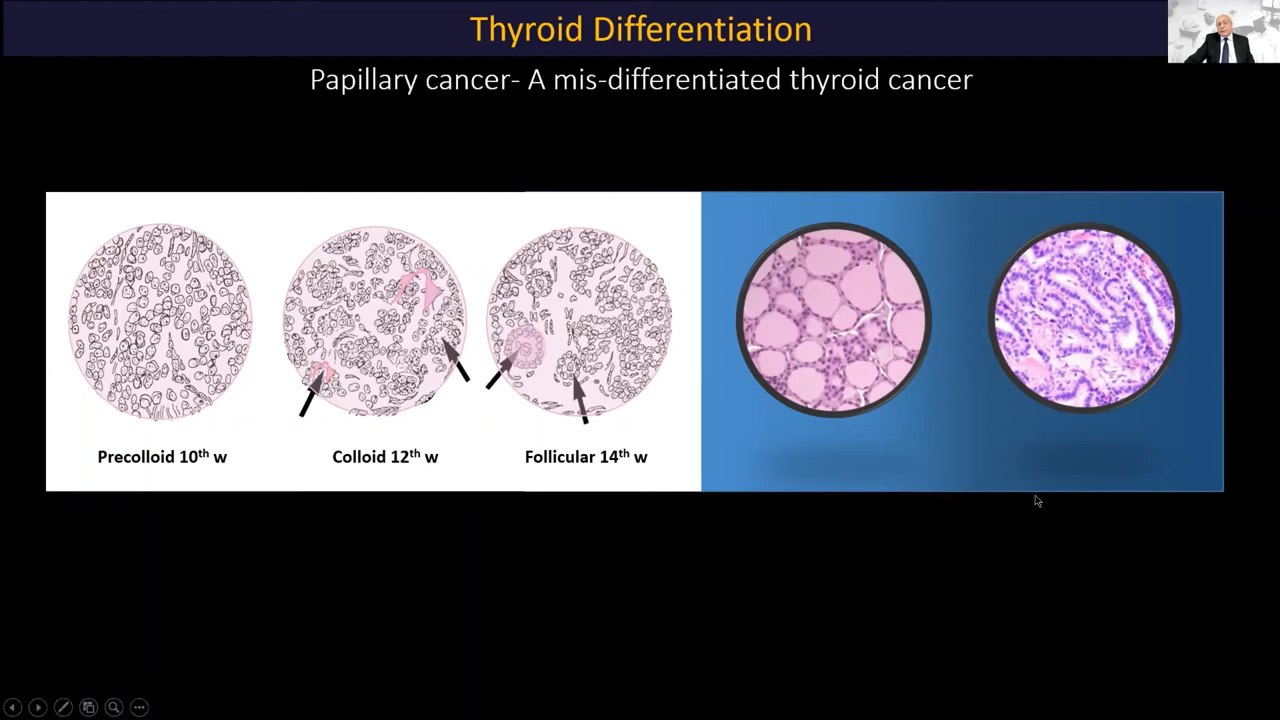 Thyroid Differentiation
Papillary cancer- A mis-differentiated thyroid cancer
Precolloid 10th w
Colloid 12th w
Follicular 14th w